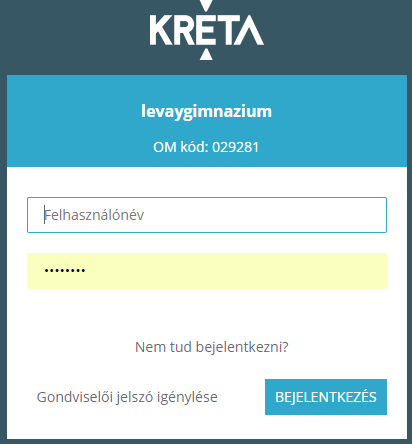 KRETA
levaygimnazium
OM kód: 029281
Felhasználónév
••••••••
Nem tud bejelentkezni?
Gondviselői jelszó igénylése
BEJELENTKEZÉS